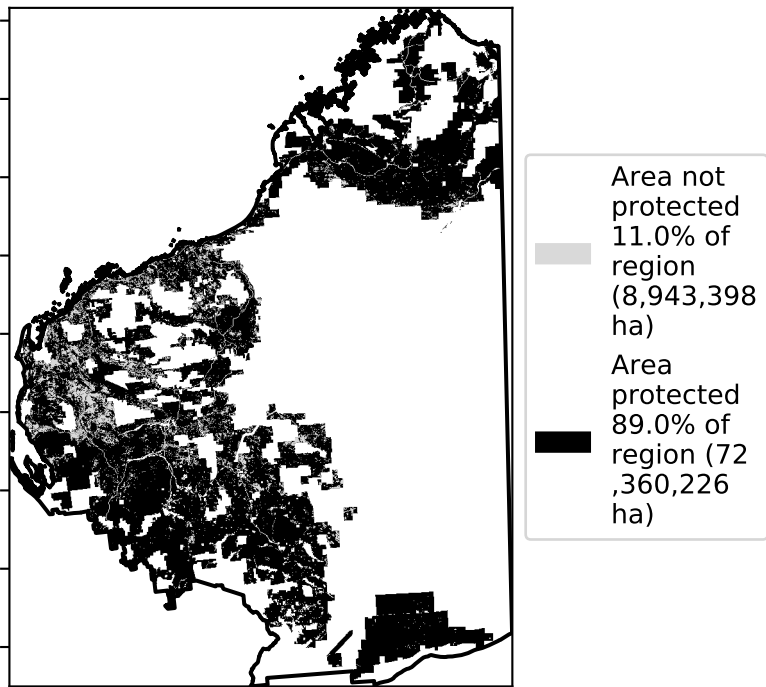 Area not
protected
11.0% of
region
(8,943,398
ha)
Area
protected
89.0% of
region (72
,360,226
ha)